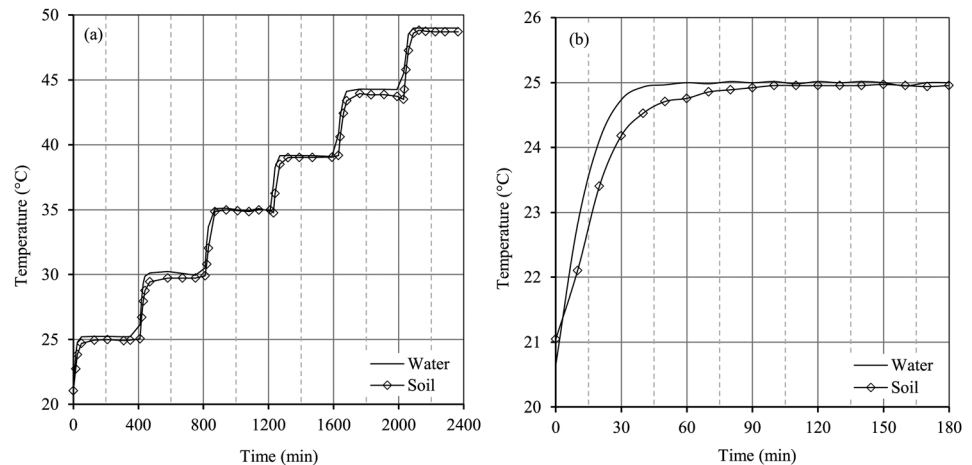 (a)
50
45
40
35
30
25
20
Temperature (°C)
0 400 800 1200 1600 2000 2400
Time (min)
Water
Soil
(b)
26
25
24
23
22
21
20
Temperature (°C)
0 30 60 90 120 150 180
Time (min)
Water
Soil